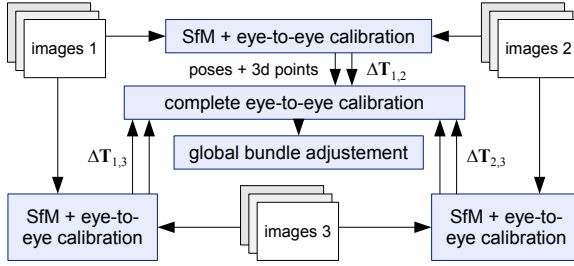 images 1
SfM + eye-to-eye calibration
images 2
poses + 3d points
ΔT1,2
complete eye-to-eye calibration
ΔT1,3
global bundle adjustement
ΔT2,3
SfM + eye-to-
eye calibration
images 3
SfM + eye-to-
eye calibration